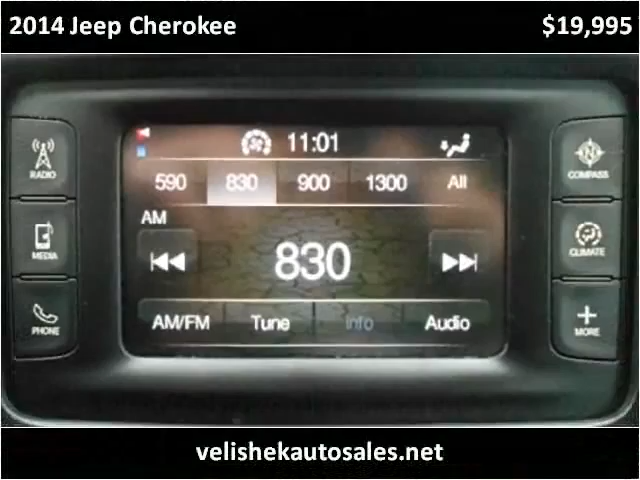 2014 Jeep Cherokee $19,995
11:01
RADIO 590 830 900 1300 All COMPASS
AM
MEDIA 830 CLIMATE
PHONE AM/FM Tune Info Audio MORE
velishekautosales.net